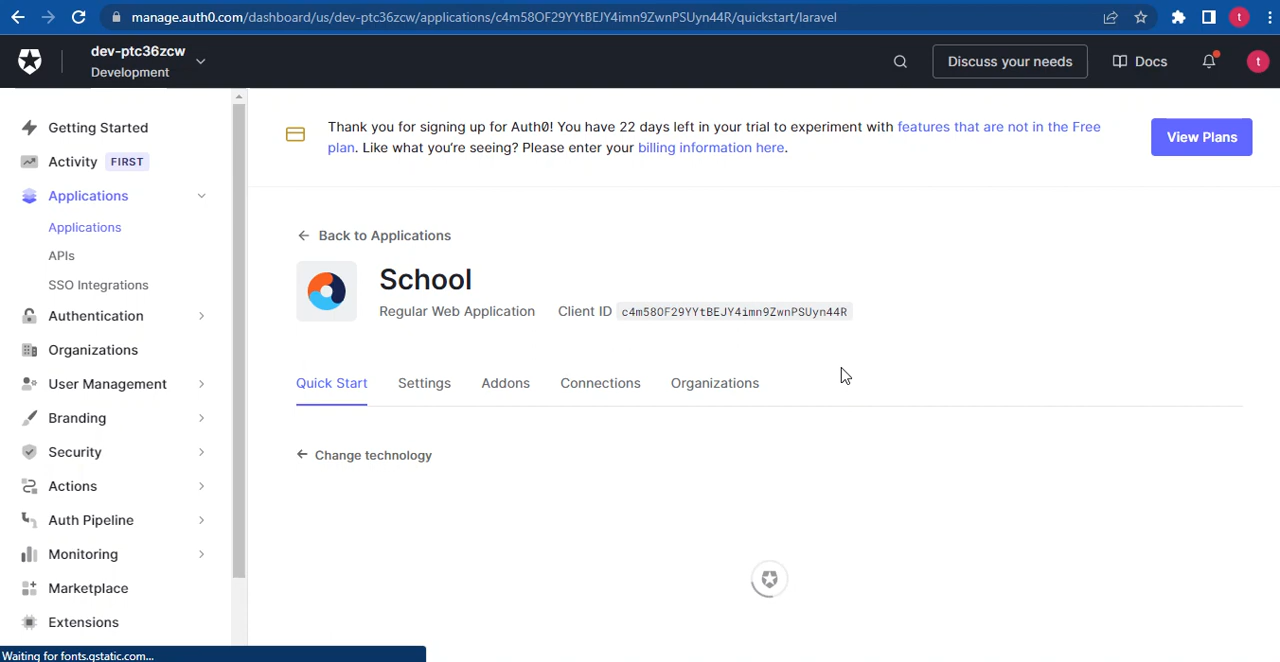 manage.auth0.com/dashboard/us/dev-ptc36zcw/applications/c4m58OF29YYtBEJY4imn9ZwnPSUyn44R/quickstart/laravel
t
dev-ptc36zcw
Development
Discuss your needs
Docs
t
Getting Started
Activity FIRST
Applications
Applications
APIs
SSO Integrations
Authentication
Organizations
User Management
Branding
Security
Actions
Auth Pipeline
Monitoring
Marketplace
Extensions
Thank you for signing up for Auth0! You have 22 days left in your trial to experiment with features that are not in the Free
plan. Like what you're seeing? Please enter your billing information here.
View Plans
Back to Applications
School
Regular Web Application Client ID c4m58OF29YYtBEJY4imn9ZwnPSUyn44R
Quick Start Settings Addons Connections Organizations
Change technology
Waiting for fonts.gstatic.com...